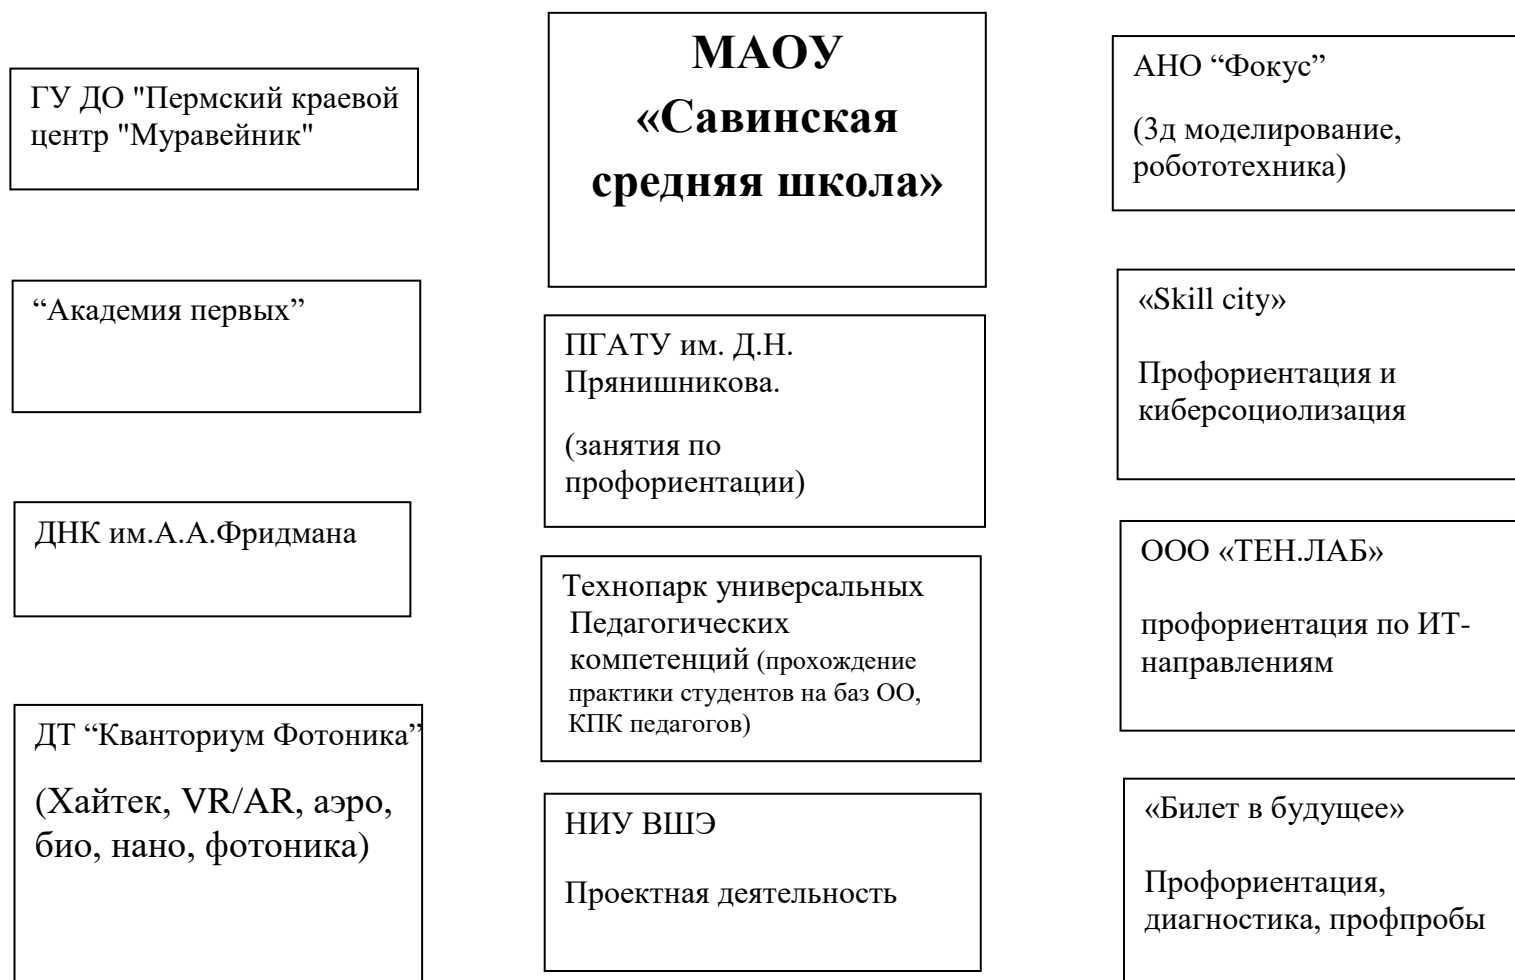 ГУ ДО "Пермский краевой
центр "Муравейник"
“Академия первых”
ДНК им.А.А.Фридмана
ДТ “Кванториум Фотоника”
(Хайтек, VR/AR, аэро,
био, нано, фотоника)
МАОУ
«Савинская
средняя школа»
ПГАТУ им. Д.Н.
Прянишникова.
(занятия по
профориентации)
Технопарк универсальных
Педагогических
компетенций (прохождение
практики студентов на баз ОО,
КПК педагогов)
НИУ ВШЭ
Проектная деятельность
АНО “Фокус”
(3д моделирование,
робототехника)
«Skill city»
Профориентация и
киберсоциолизация
ООО «ТЕН.ЛАБ»
профориентация по ИТ-
направлениям
«Билет в будущее»
Профориентация,
диагностика, профпробы